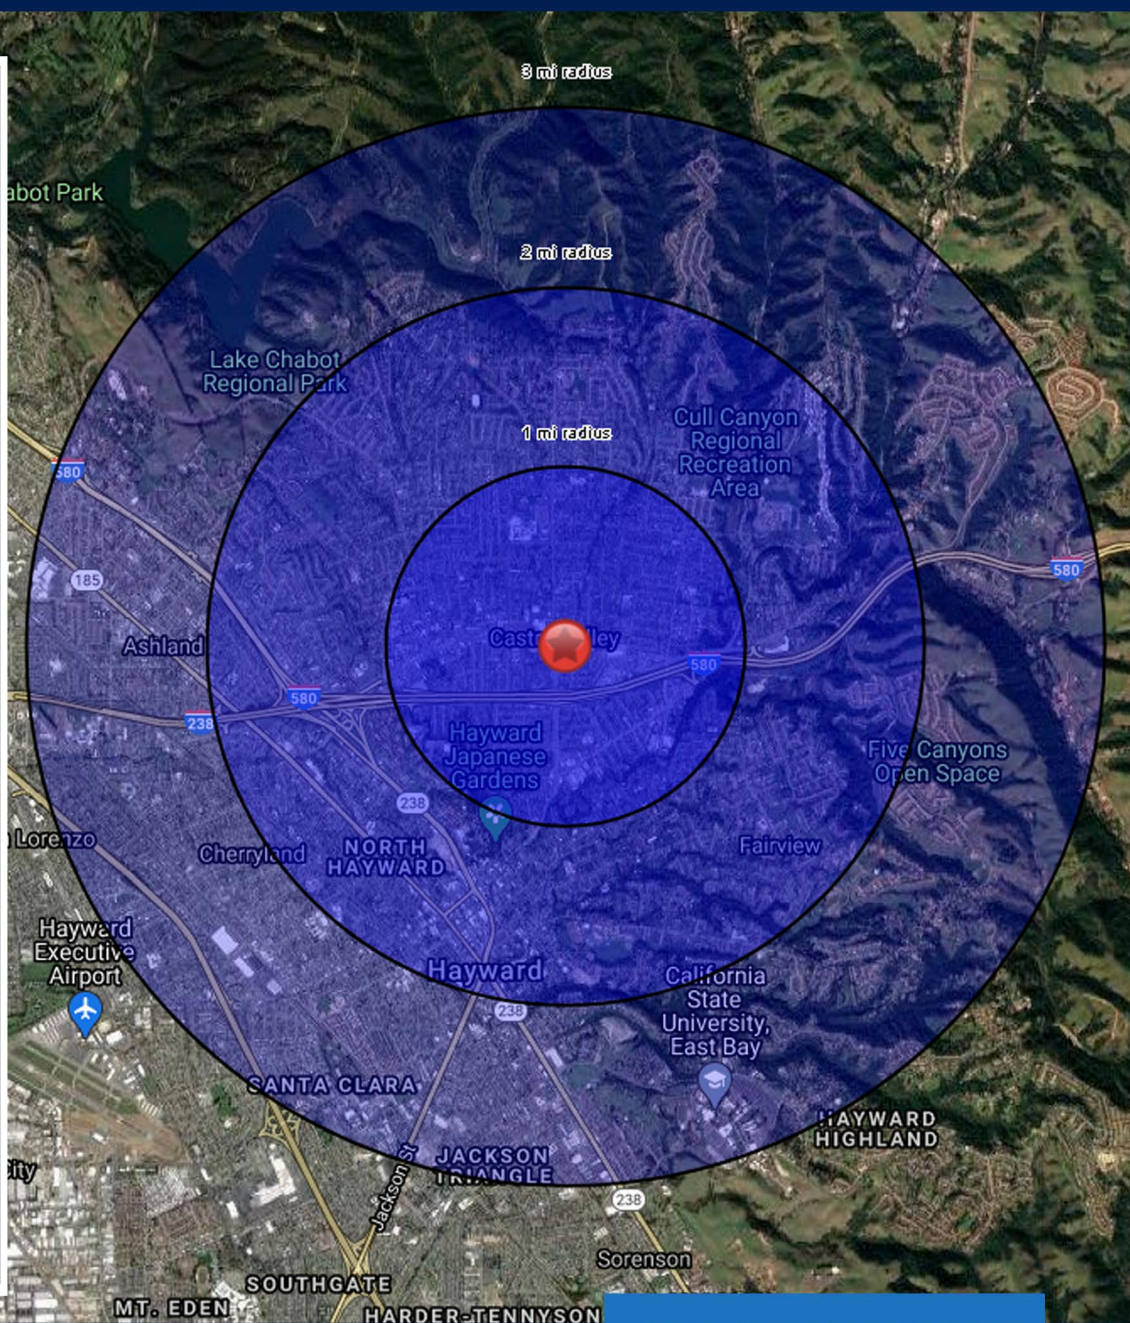 3 mi radius
abot Park
2 mi radius
Lake Chabot
Regional Park
Cull Canyon
Regional
Recreation
Area
1 mi radius
580
580
185
Ashland
580
580
238
Hayward
Japanese
Gardens
Five Canyons
Open Space
238
Lorenzo
Cherryland
NORTH
HAYWARD
Fairview
Hayward
Executive
Airport
Hayward
California
State
University,
East Bay
238
SANTA CLARA
HAYWARD
HIGHLAND
JACKSON
TRIANGLE
Jackson St
238
Sorenson
SOUTHGATE
MT. EDEN
HARDER-TENNYSON